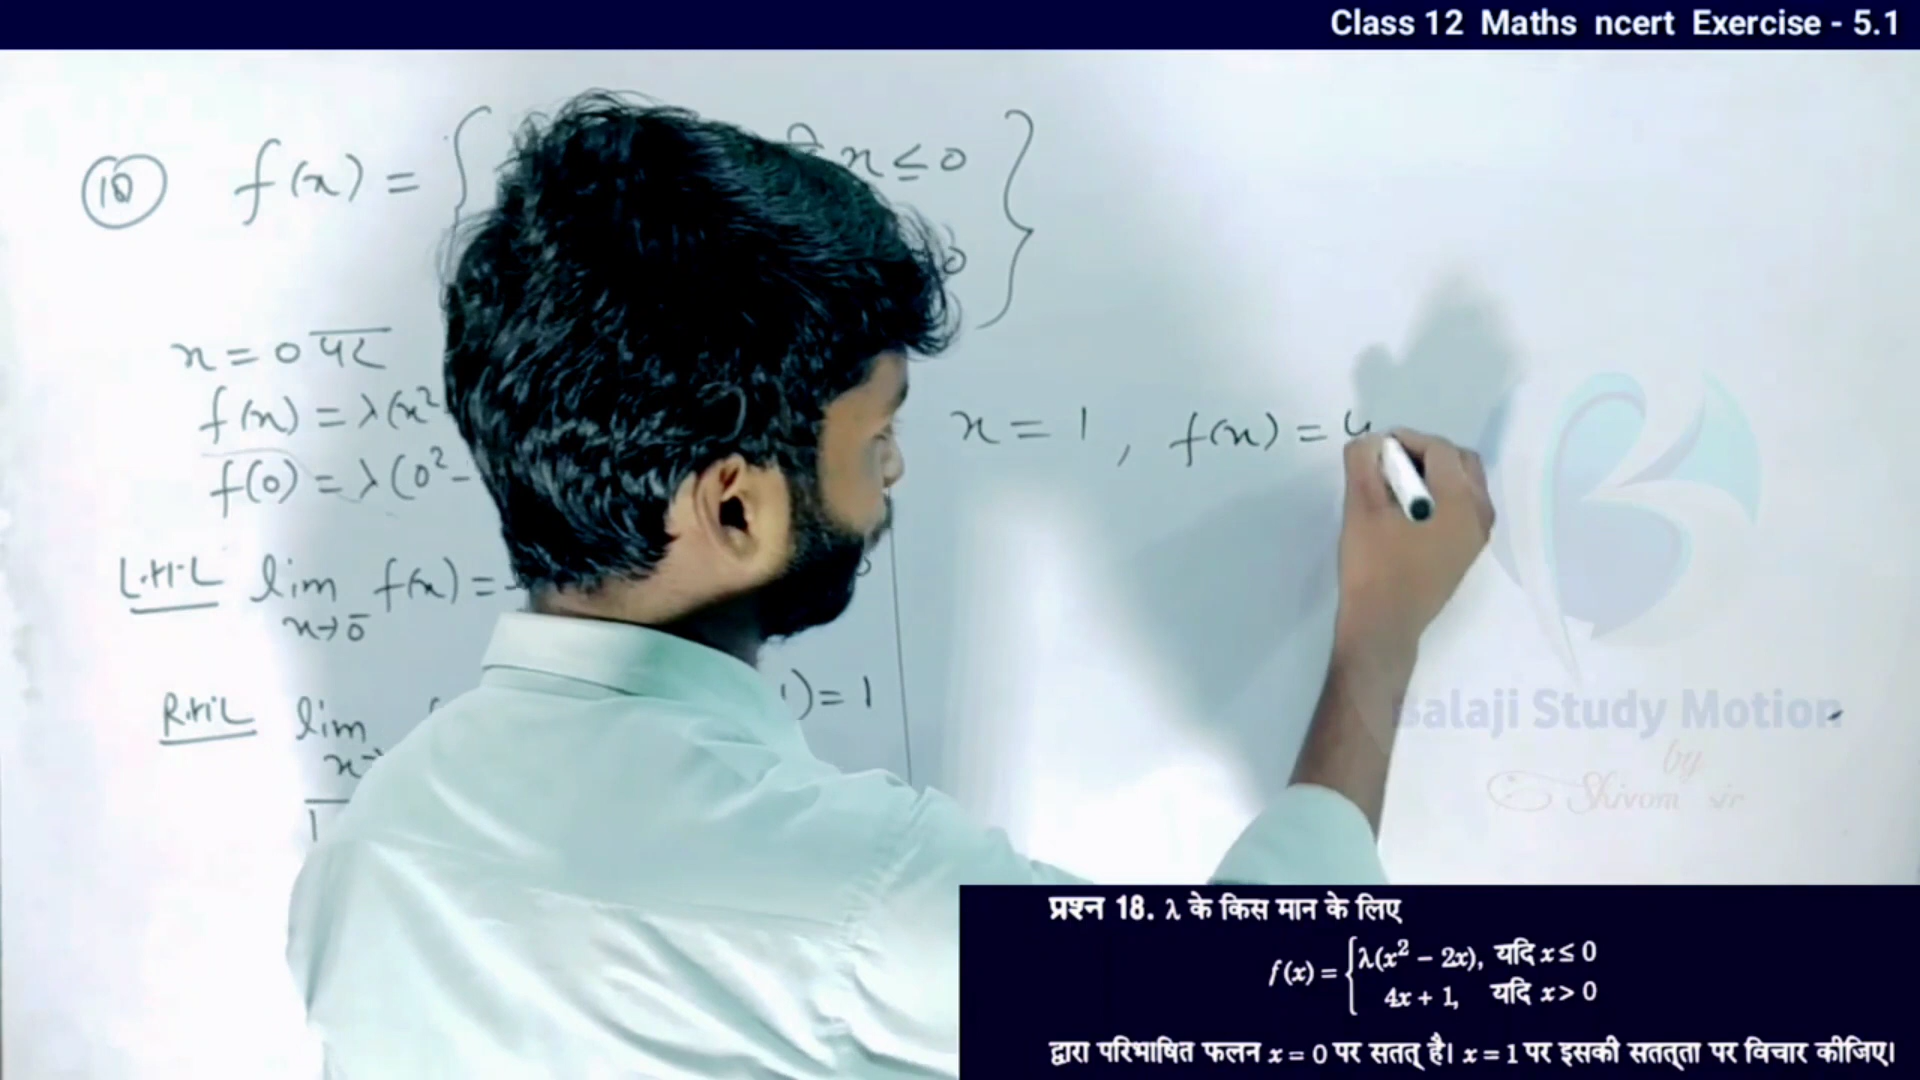 Class 12 Maths ncert Exercise - 5.1
f(x) = { x ≤ 0 }
x = 0 पर
f(x) = λ(x²
f(0) = λ(0² -
L.H.L lim f(x) =
x→0⁻
R.H.L lim
x→
) = 1
x = 1 , f(x) = 4
Balaji Study Motion
by
Shivom sir
प्रश्न 18. λ के किस मान के लिए
f(x) = { λ(x² − 2x), यदि x ≤ 0
4x + 1, यदि x > 0
द्वारा परिभाषित फलन x = 0 पर सतत् है। x = 1 पर इसकी सततता पर विचार कीजिए।